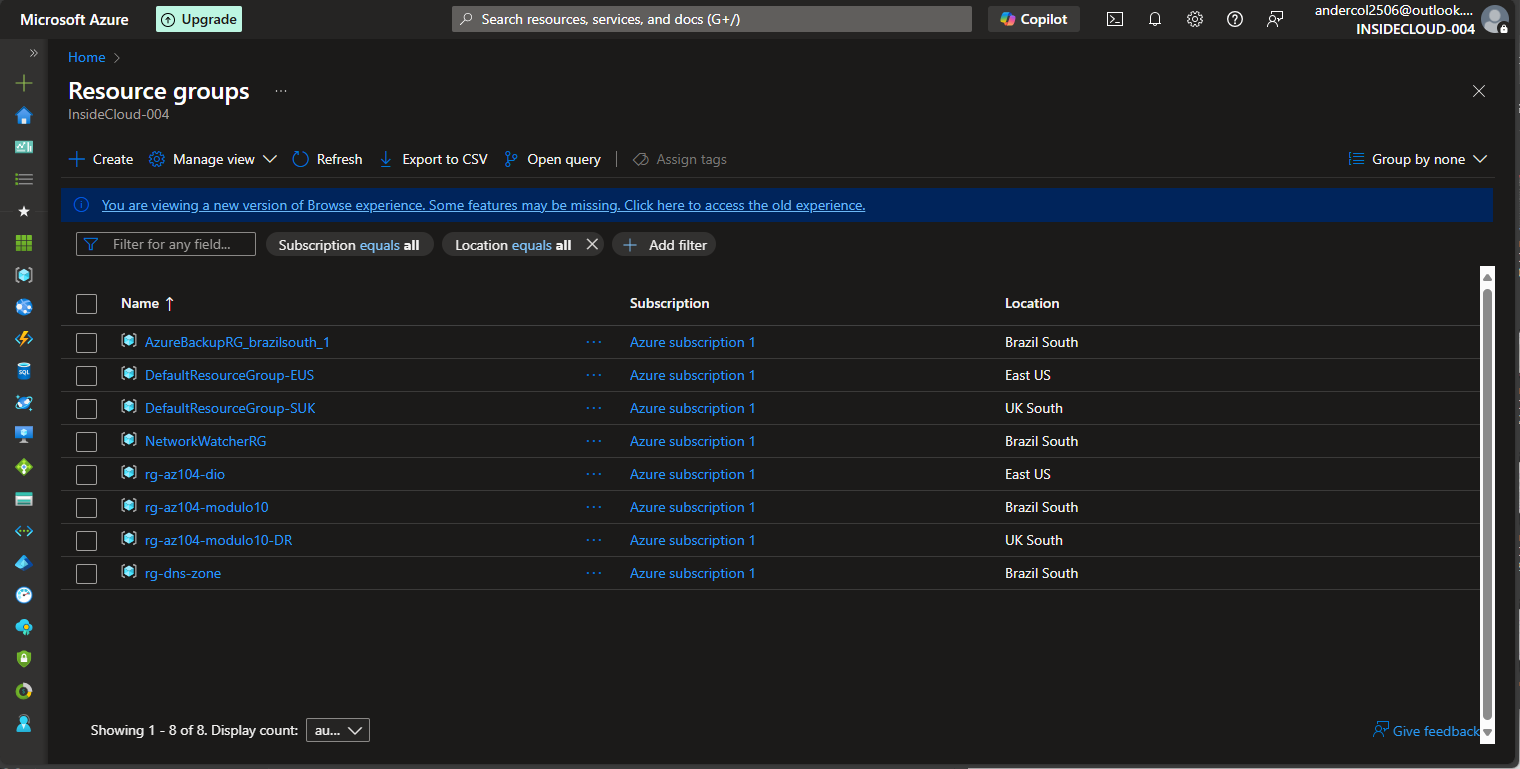 Microsoft Azure
Upgrade
Search resources, services, and docs (G+/)
Copilot
andercol2506@outlook....
INSIDECLOUD-004
Home
Resource groups ...
InsideCloud-004
Create Manage view Refresh Export to CSV Open query Assign tags Group by none
You are viewing a new version of Browse experience. Some features may be missing. Click here to access the old experience.
Filter for any field... Subscription equals all Location equals all Add filter
Name ↑ Subscription Location
AzureBackupRG_brazilsouth_1 ... Azure subscription 1 Brazil South
DefaultResourceGroup-EUS ... Azure subscription 1 East US
DefaultResourceGroup-SUK ... Azure subscription 1 UK South
NetworkWatcherRG ... Azure subscription 1 Brazil South
rg-az104-dio ... Azure subscription 1 East US
rg-az104-modulo10 ... Azure subscription 1 Brazil South
rg-az104-modulo10-DR ... Azure subscription 1 UK South
rg-dns-zone ... Azure subscription 1 Brazil South
Showing 1 - 8 of 8. Display count: au... Give feedback